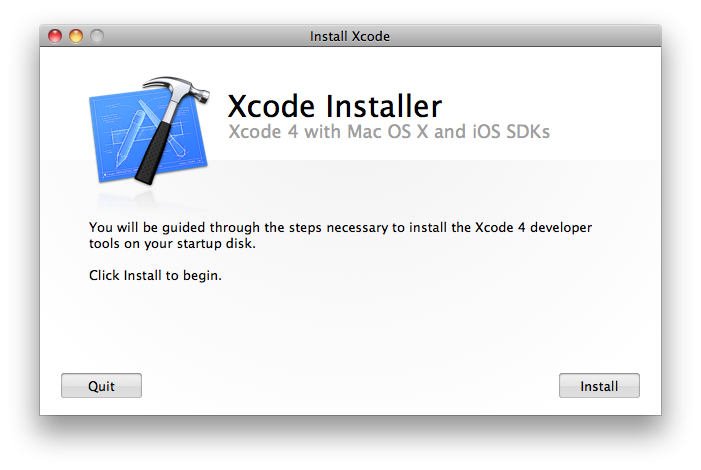 Install Xcode
Xcode Installer
Xcode 4 with Mac OS X and iOS SDKs
You will be guided through the steps necessary to install the Xcode 4 developer
tools on your startup disk.
Click Install to begin.
Quit
Install